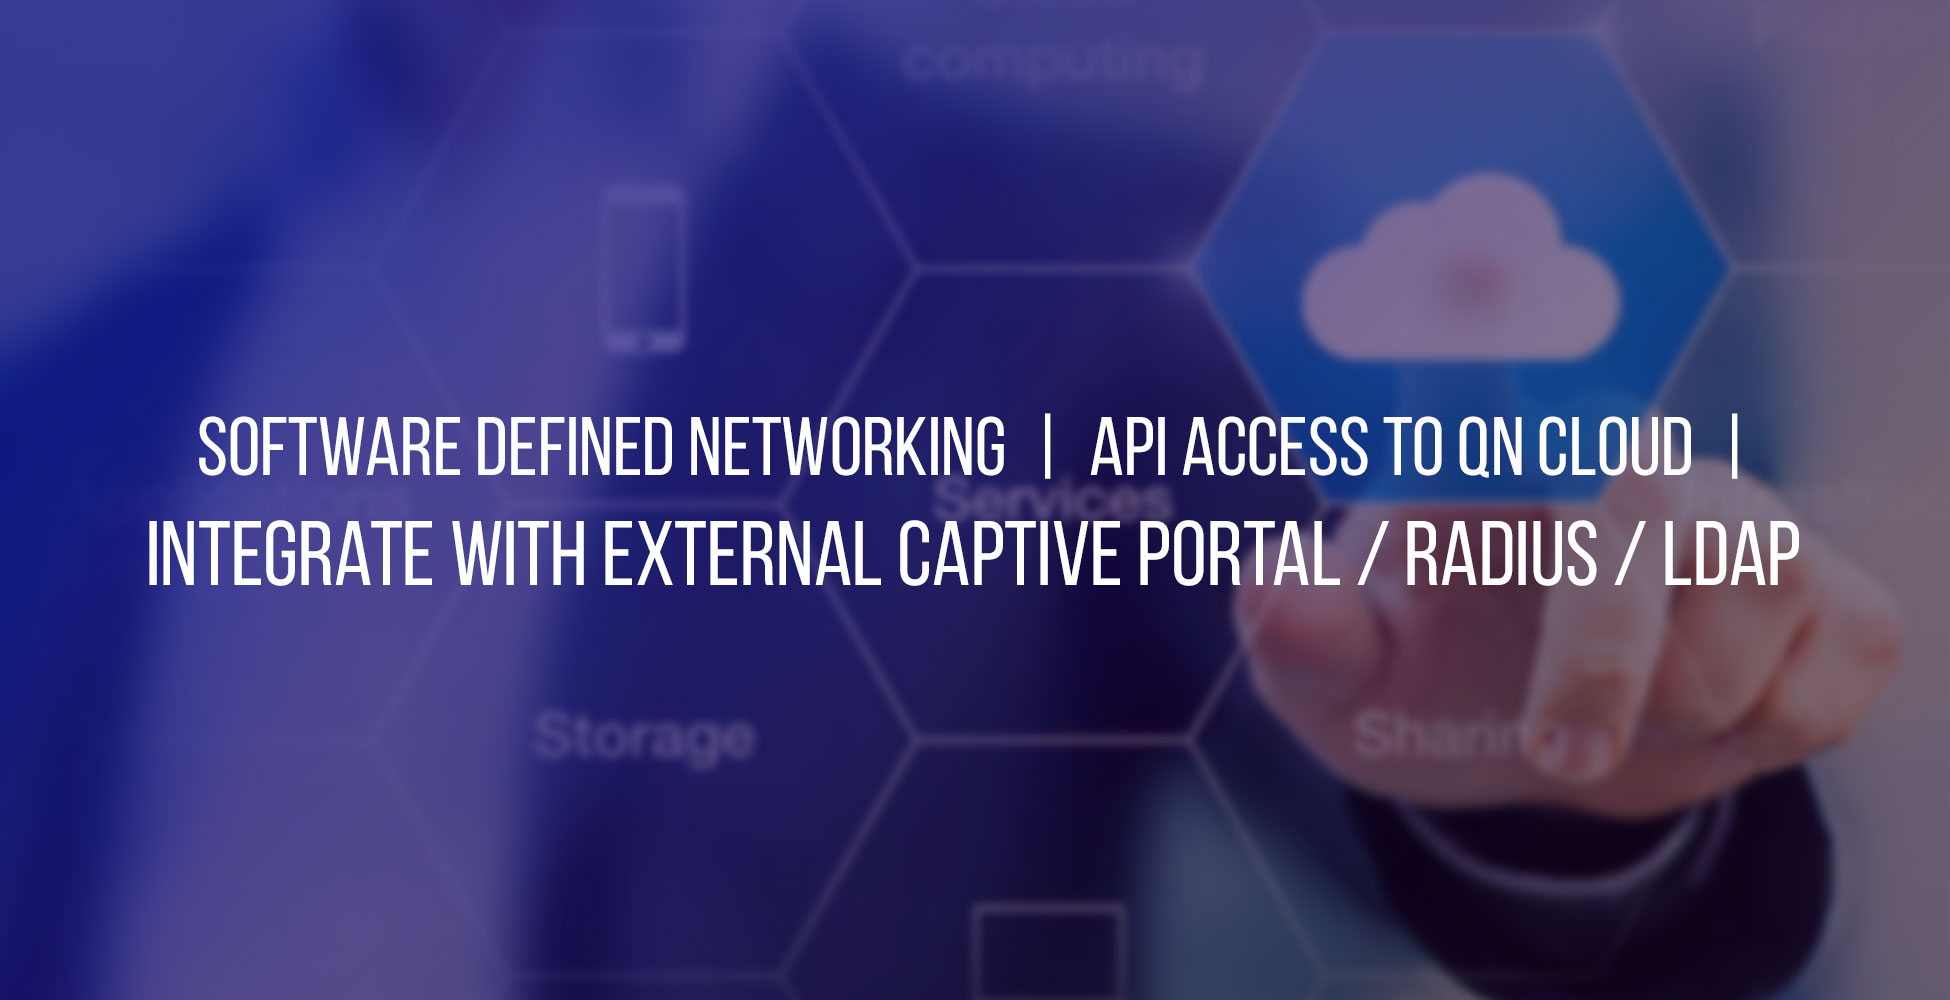 computing
SOFTWARE DEFINED NETWORKING | API ACCESS TO QN CLOUD |
Applications Services
INTEGRATE WITH EXTERNAL CAPTIVE PORTAL / RADIUS / LDAP
Storage Sharing